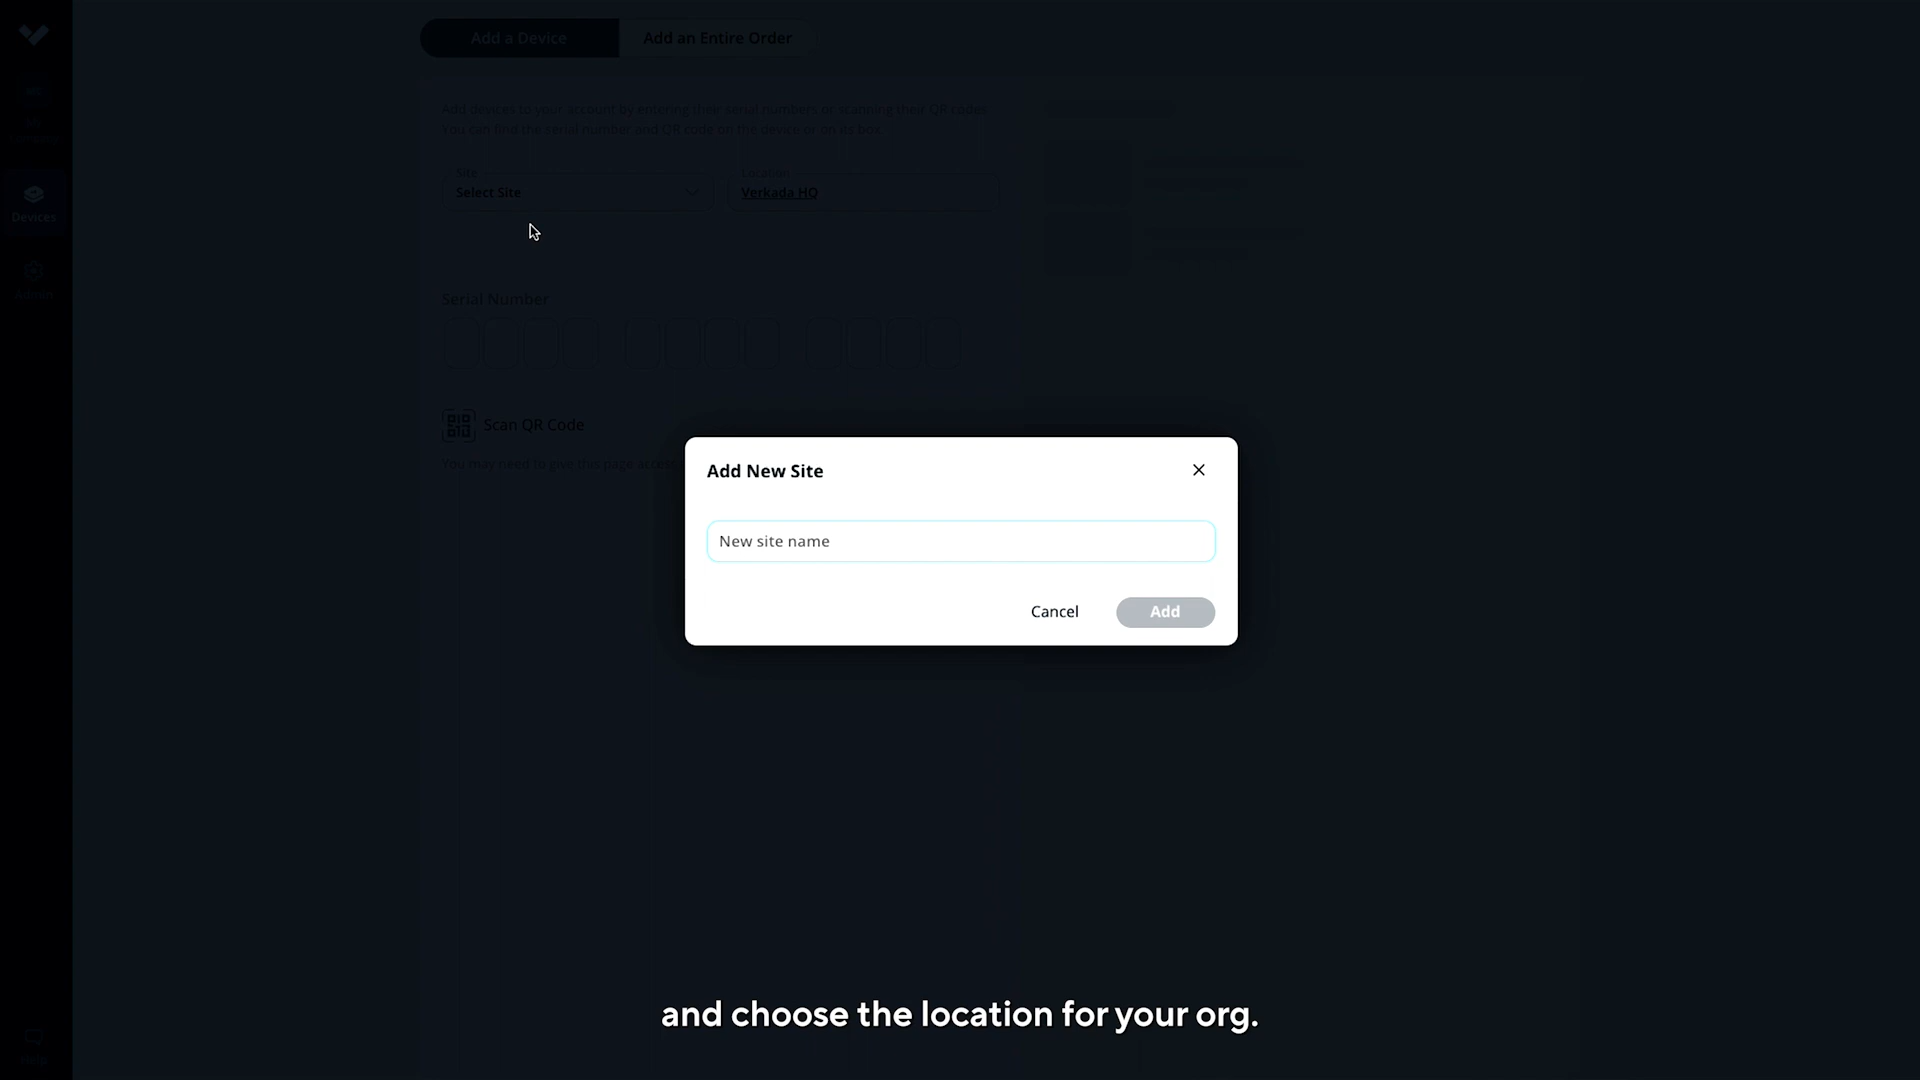 Add a Device
Add an Entire Order
Add devices to your account by entering their serial numbers or scanning their QR codes.
You can find the serial number and QR code on the device or on its box.
Site
Select Site
Location
Verkada HQ
Devices
Admin
Serial Number
Scan QR Code
You may need to give this page access
Add New Site
New site name
Cancel
Add
and choose the location for your org.
Help